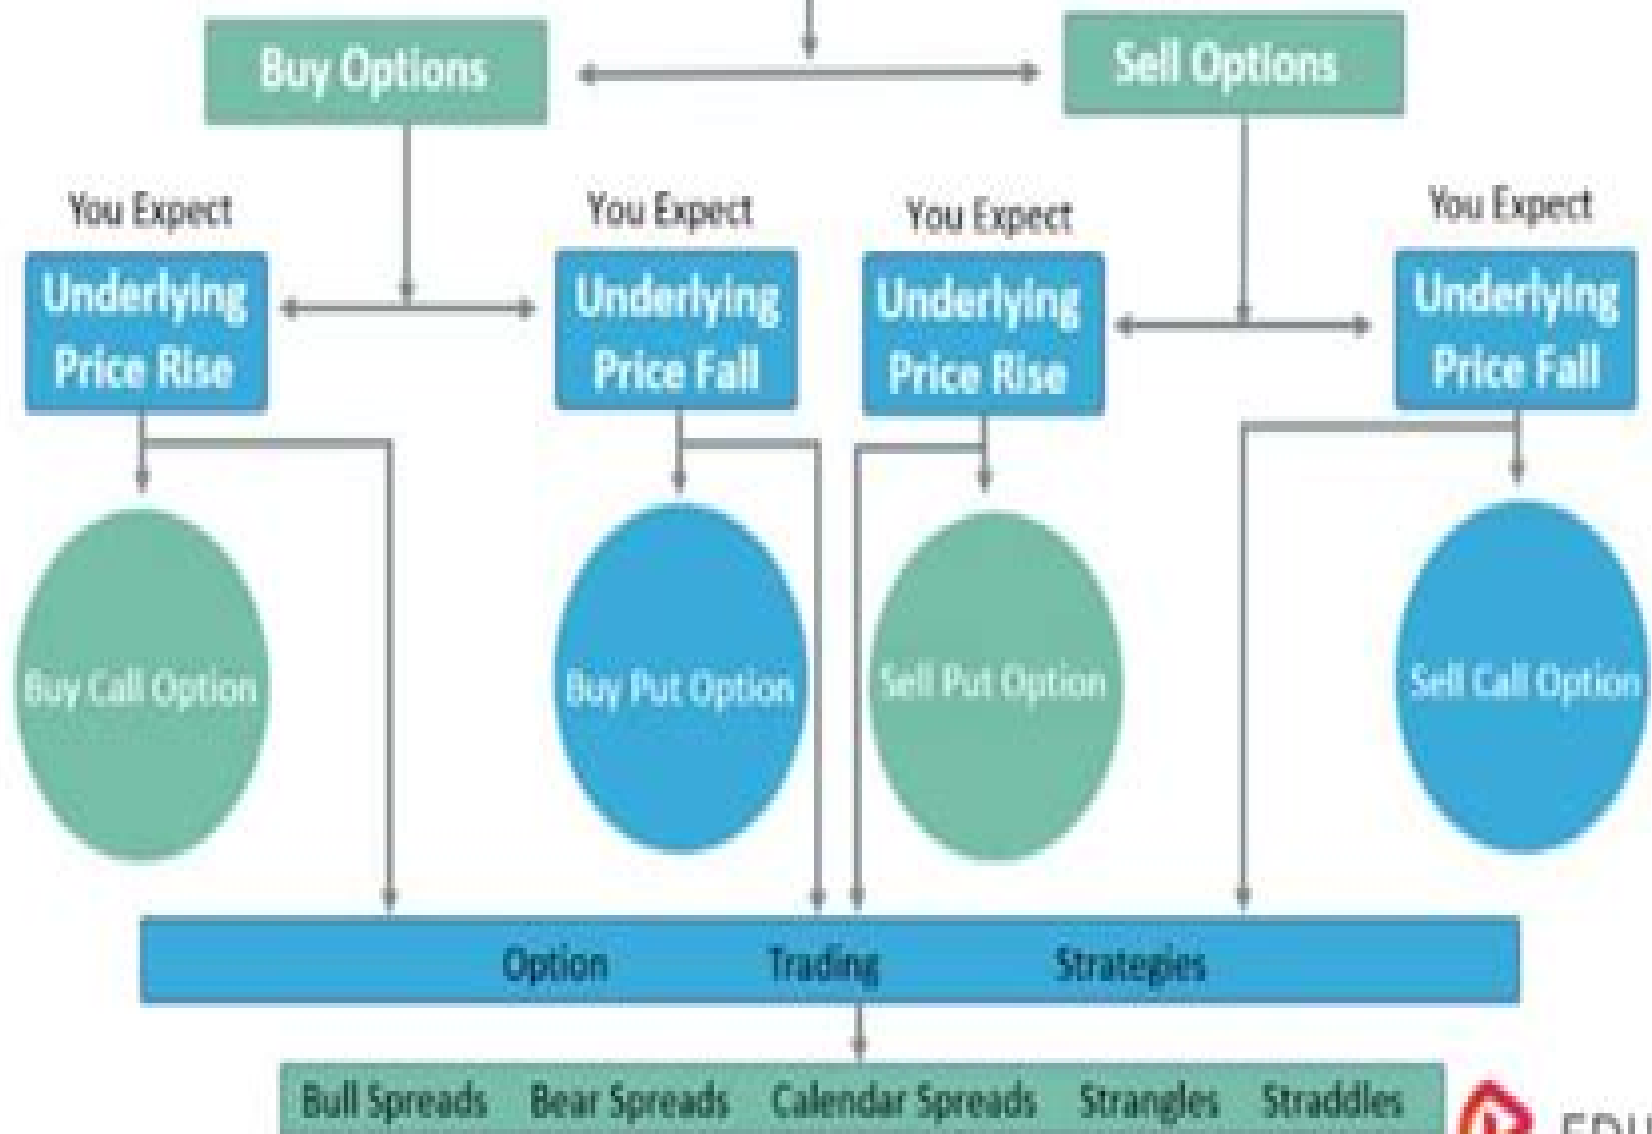 Buy Options
Sell Options
You Expect
You Expect
You Expect
You Expect
Underlying
Price Rise
Underlying
Price Fall
Underlying
Price Rise
Underlying
Price Fall
Buy Call Option
Buy Put Option
Sell Put Option
Sell Call Option
Option Trading Strategies
Bull Spreads Bear Spreads Calendar Spreads Strangles Straddles